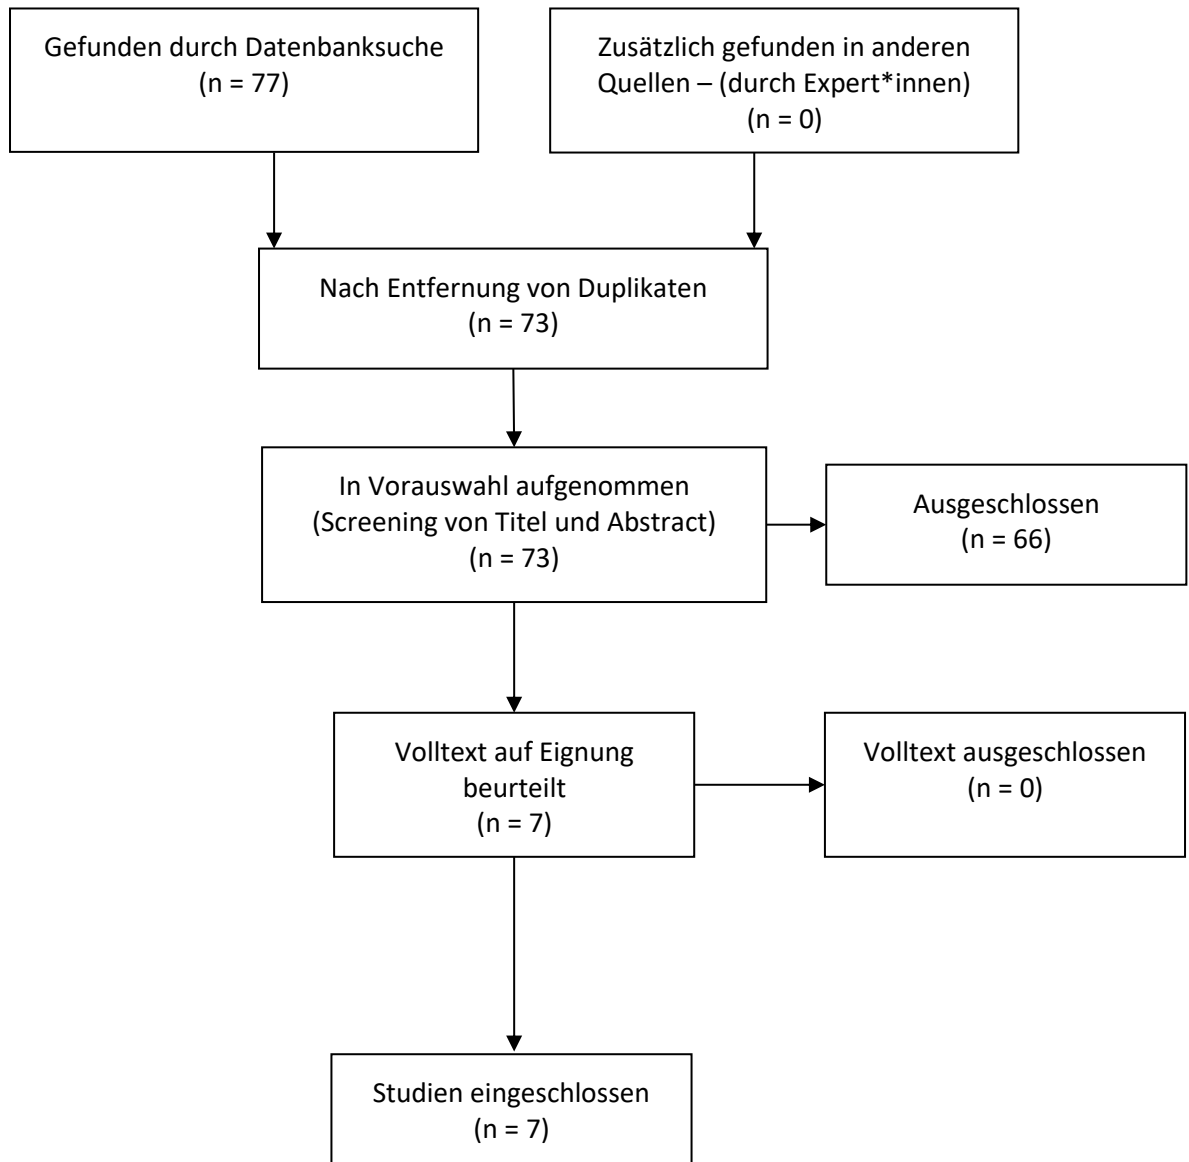 Gefunden durch Datenbanksuche
(n = 77)
Zusätzlich gefunden in anderen
Quellen – (durch Expert*innen)
(n = 0)
Nach Entfernung von Duplikaten
(n = 73)
In Vorauswahl aufgenommen
(Screening von Titel und Abstract)
(n = 73)
Ausgeschlossen
(n = 66)
Volltext auf Eignung
beurteilt
(n = 7)
Volltext ausgeschlossen
(n = 0)
Studien eingeschlossen
(n = 7)